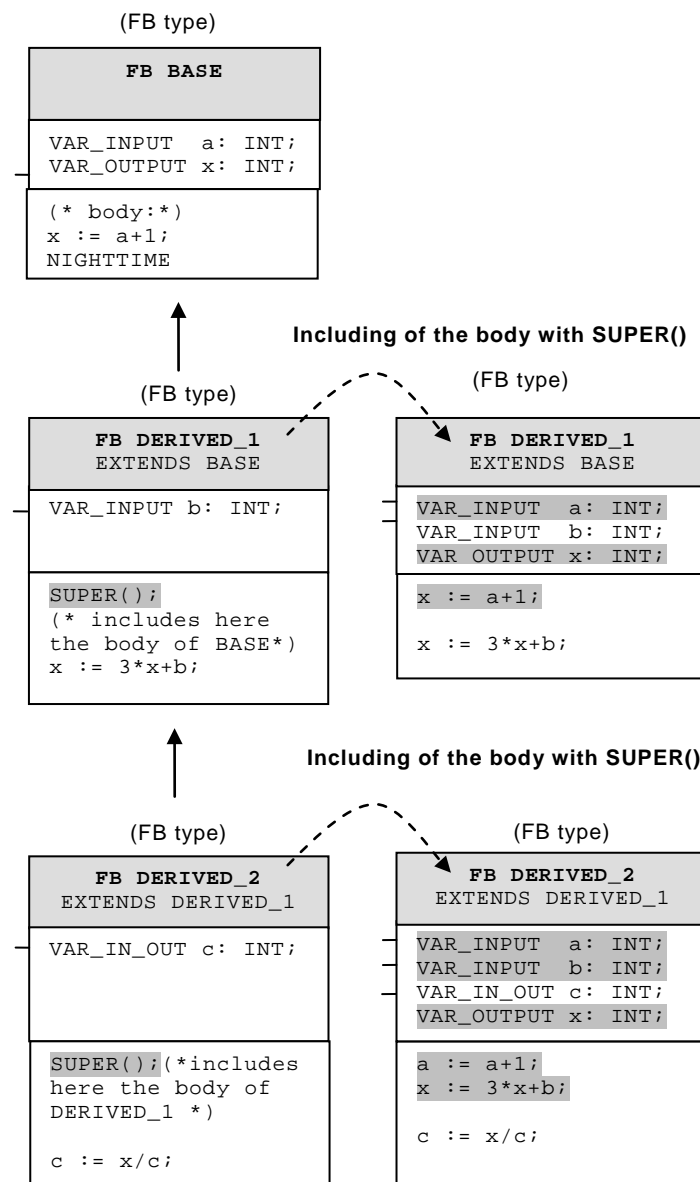 (FB type)
FB BASE
VAR_INPUT  a: INT;
VAR_OUTPUT x: INT;
(* body:*)
x := a+1;
NIGHTTIME
Including of the body with SUPER()
(FB type)
FB DERIVED_1
EXTENDS BASE
VAR_INPUT b: INT;
SUPER();
(* includes here
the body of BASE*)
x := 3*x+b;
(FB type)
FB DERIVED_1
EXTENDS BASE
VAR_INPUT  a: INT;
VAR_INPUT  b: INT;
VAR OUTPUT x: INT;
x := a+1;
x := 3*x+b;
Including of the body with SUPER()
(FB type)
FB DERIVED_2
EXTENDS DERIVED_1
VAR_IN_OUT c: INT;
SUPER();(*includes
here the body of
DERIVED_1 *)
c := x/c;
(FB type)
FB DERIVED_2
EXTENDS DERIVED_1
VAR_INPUT  a: INT;
VAR_INPUT  b: INT;
VAR_IN_OUT c: INT;
VAR_OUTPUT x: INT;
a := a+1;
x := 3*x+b;
c := x/c;